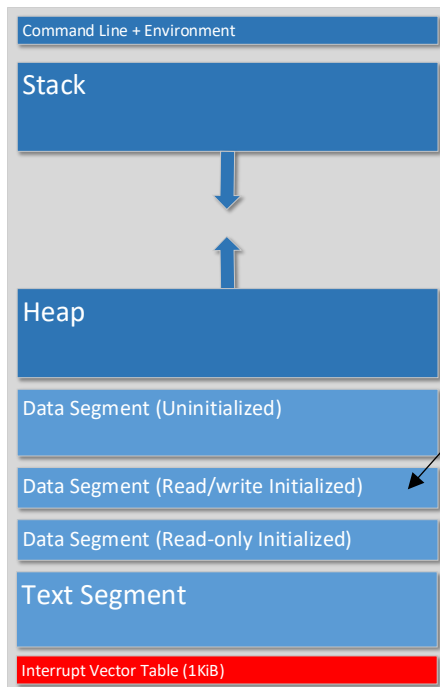 Command Line + Environment
Stack
Heap
Data Segment (Uninitialized)
Data Segment (Read/write Initialized)
Data Segment (Read-only Initialized)
Text Segment
Interrupt Vector Table (1KiB)